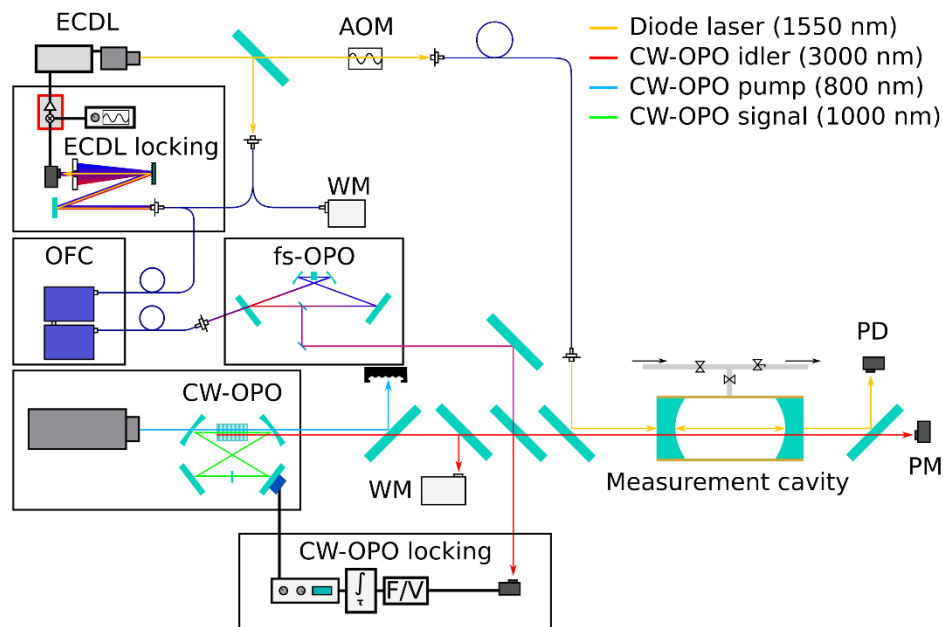 ECDL
AOM
Diode laser (1550 nm)
CW-OPO idler (3000 nm)
CW-OPO pump (800 nm)
CW-OPO signal (1000 nm)
ECDL locking
WM
OFC
fs-OPO
PD
CW-OPO
WM
Measurement cavity
PM
CW-OPO locking
∫
τ
F/V